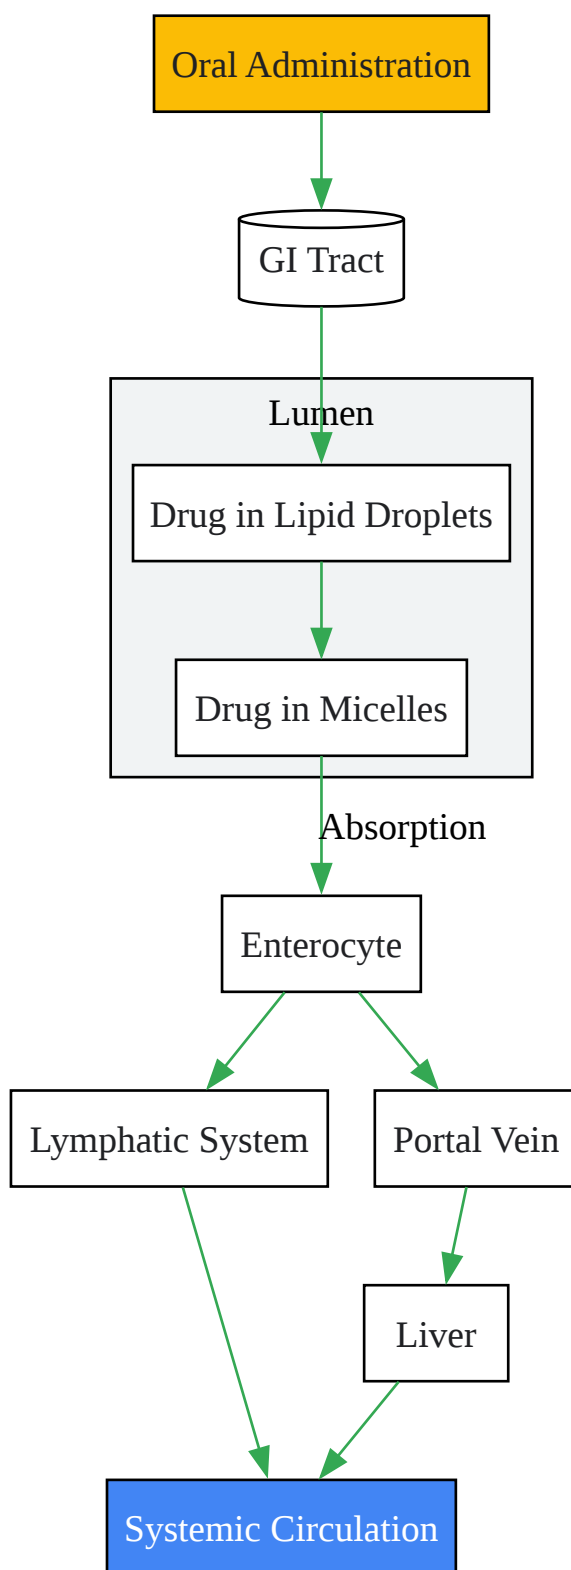 Oral Administration
GI Tract
Lumen
Drug in Lipid Droplets
Drug in Micelles
Absorption
Enterocyte
Lymphatic System
Portal Vein
Liver
Systemic Circulation